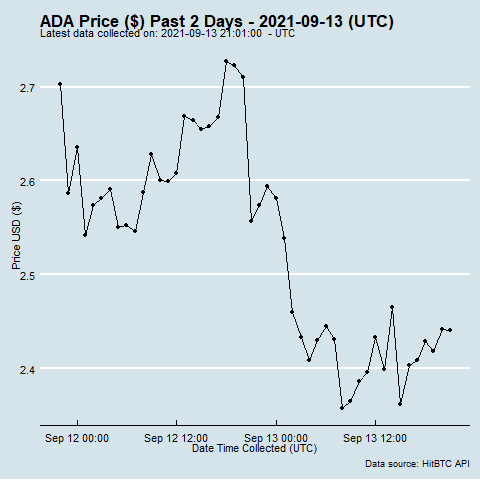 ADA Price ($) Past 2 Days - 2021-09-13 (UTC)
Latest data collected on: 2021-09-13 21:01:00  - UTC
2.7
2.6
2.5
2.4
Price USD ($)
Sep 12 00:00 Sep 12 12:00 Sep 13 00:00 Sep 13 12:00
Date Time Collected (UTC)
Data source: HitBTC API